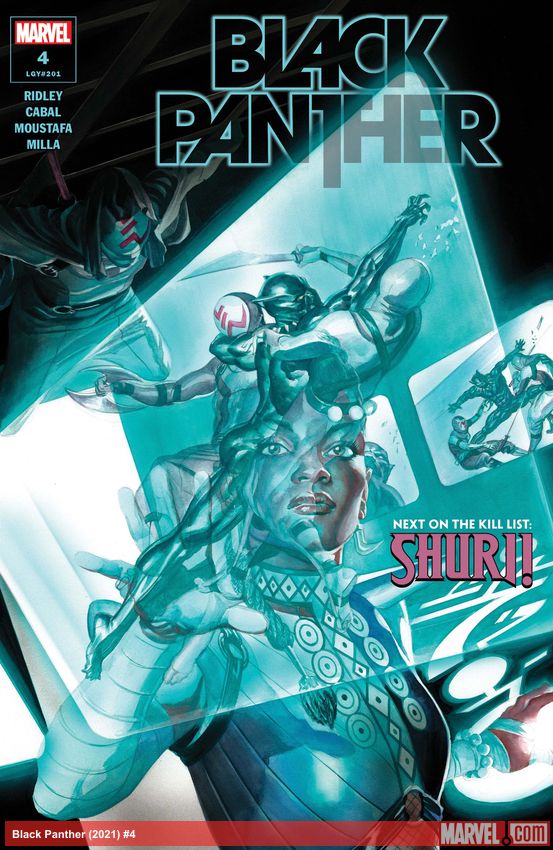 MARVEL
4
LGY#201
RIDLEY
CABAL
MOUSTAFA
MILLA
BLACK
PANTHER
NEXT ON THE KILL LIST:
SHURI!
Black Panther (2021) #4
MARVEL.com